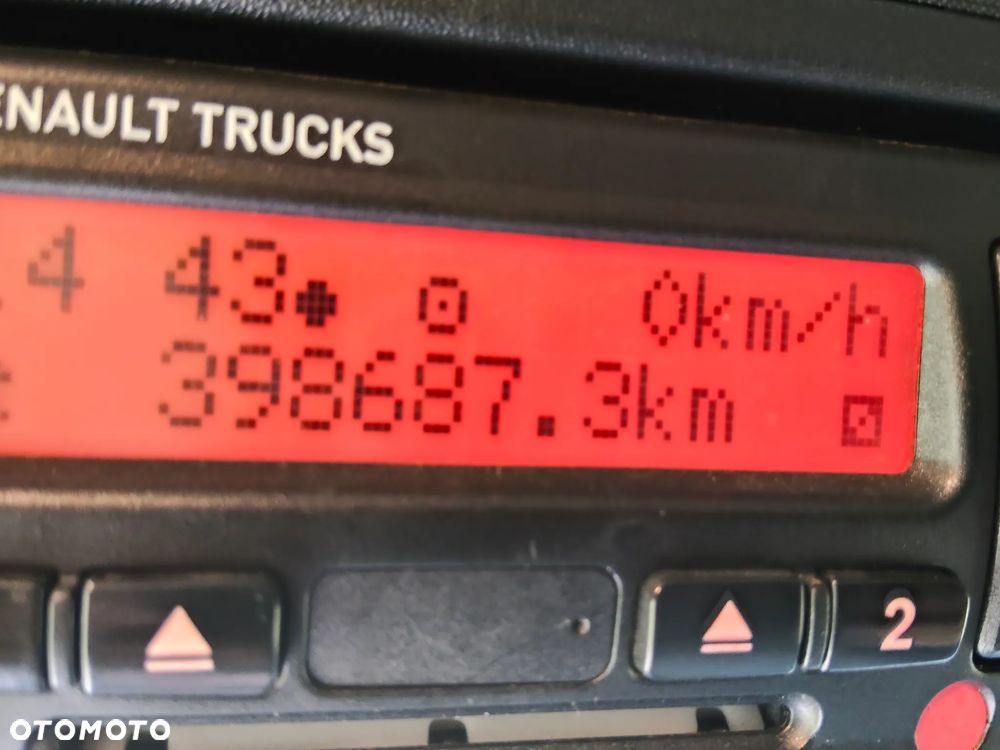 ENAULT TRUCKS
4 43 0km/h
398687.3km
2
OTOMOTO